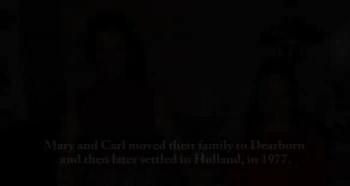 Mary and Carl moved their family to Dearborn
and then later settled in Holland, in 1977.